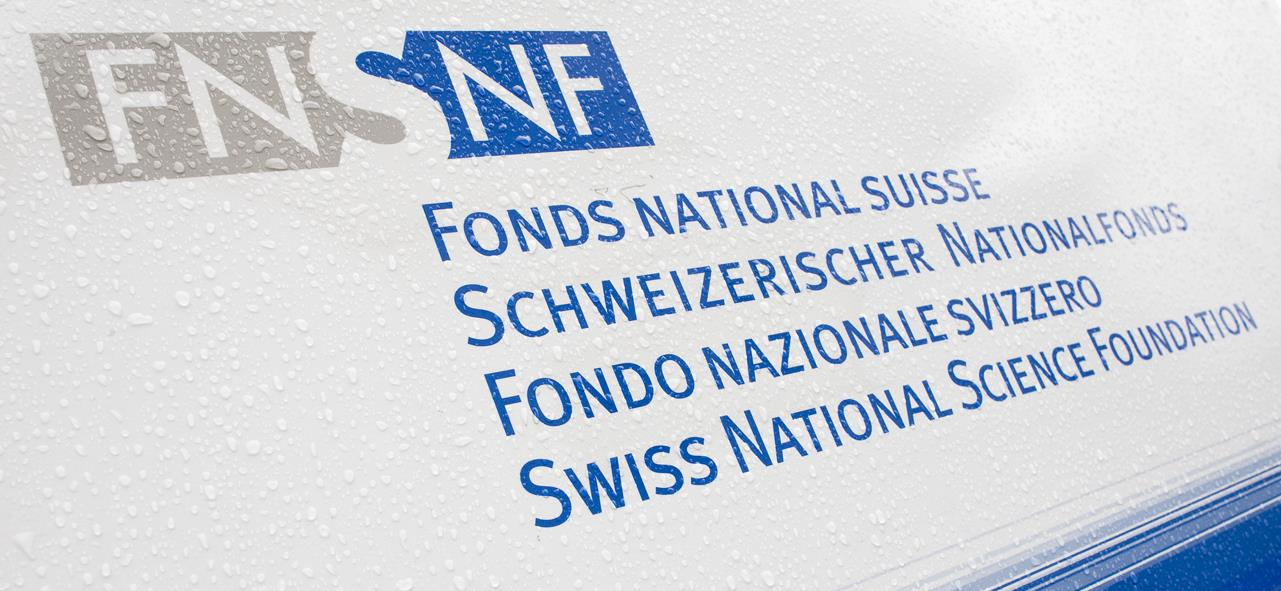 FNSNF
FONDS NATIONAL SUISSE
SCHWEIZERISCHER NATIONALFONDS
FONDO NAZIONALE SVIZZERO
SWISS NATIONAL SCIENCE FOUNDATION